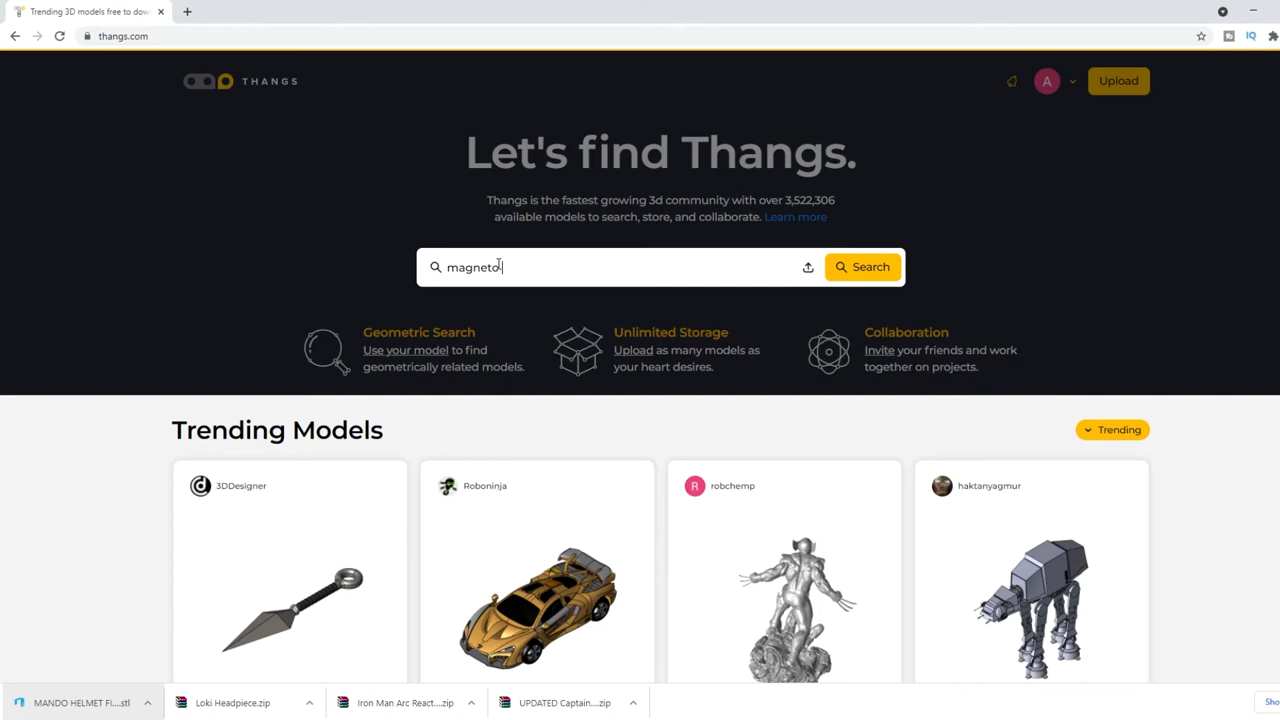 Trending 3D models free to dow
thangs.com
IQ
THANGS
A
Upload
Let's find Thangs.
Thangs is the fastest growing 3d community with over 3,522,306
available models to search, store, and collaborate. Learn more
magneto
Search
Geometric Search
Use your model to find
geometrically related models.
Unlimited Storage
Upload as many models as
your heart desires.
Collaboration
Invite your friends and work
together on projects.
Trending Models
Trending
3DDesigner
Roboninja
R
robchemp
haktanyagmur
MANDO HELMET FI....stl
Loki Headpiece.zip
Iron Man Arc React....zip
UPDATED Captain....zip
Sho